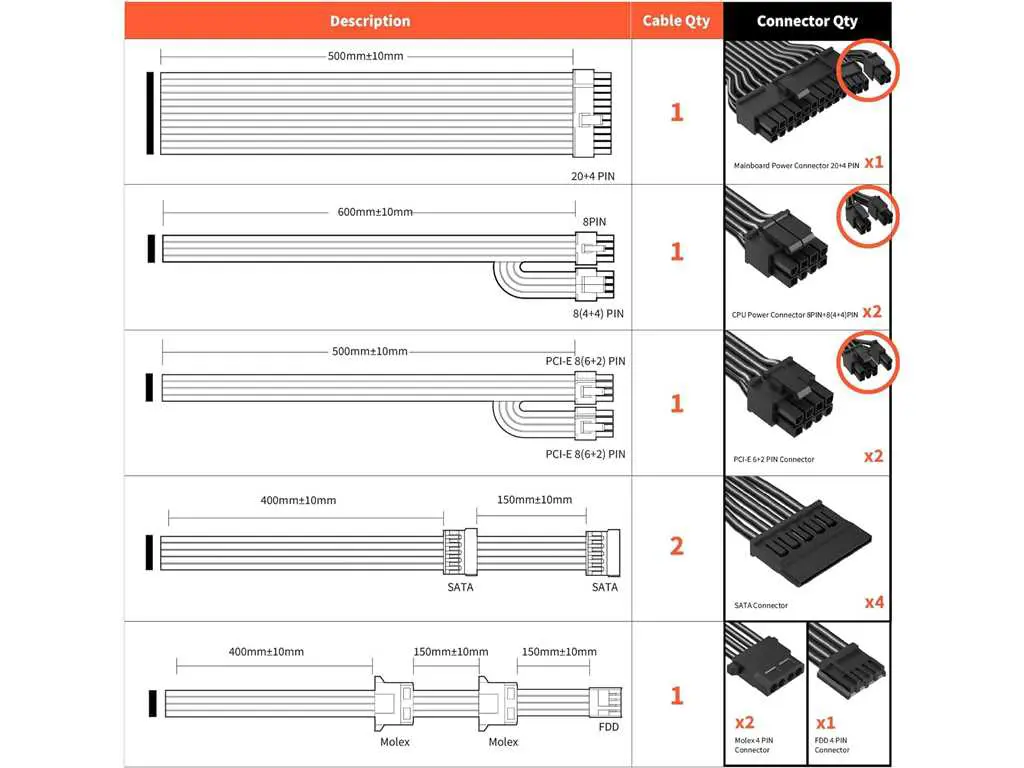 Description
Cable Qty
Connector Qty
500mm±10mm
20+4 PIN
1
Mainboard Power Connector 20+4 PIN x1
600mm±10mm
8PIN
8(4+4) PIN
1
CPU Power Connector 8PIN+8(4+4)PIN x2
500mm±10mm
PCI-E 8(6+2) PIN
PCI-E 8(6+2) PIN
1
PCI-E 6+2 PIN Connector x2
400mm±10mm
150mm±10mm
SATA
SATA
2
SATA Connector x4
400mm±10mm
150mm±10mm
150mm±10mm
Molex
Molex
FDD
1
x2
Molex 4 PIN
Connector
x1
FDD 4 PIN
Connector